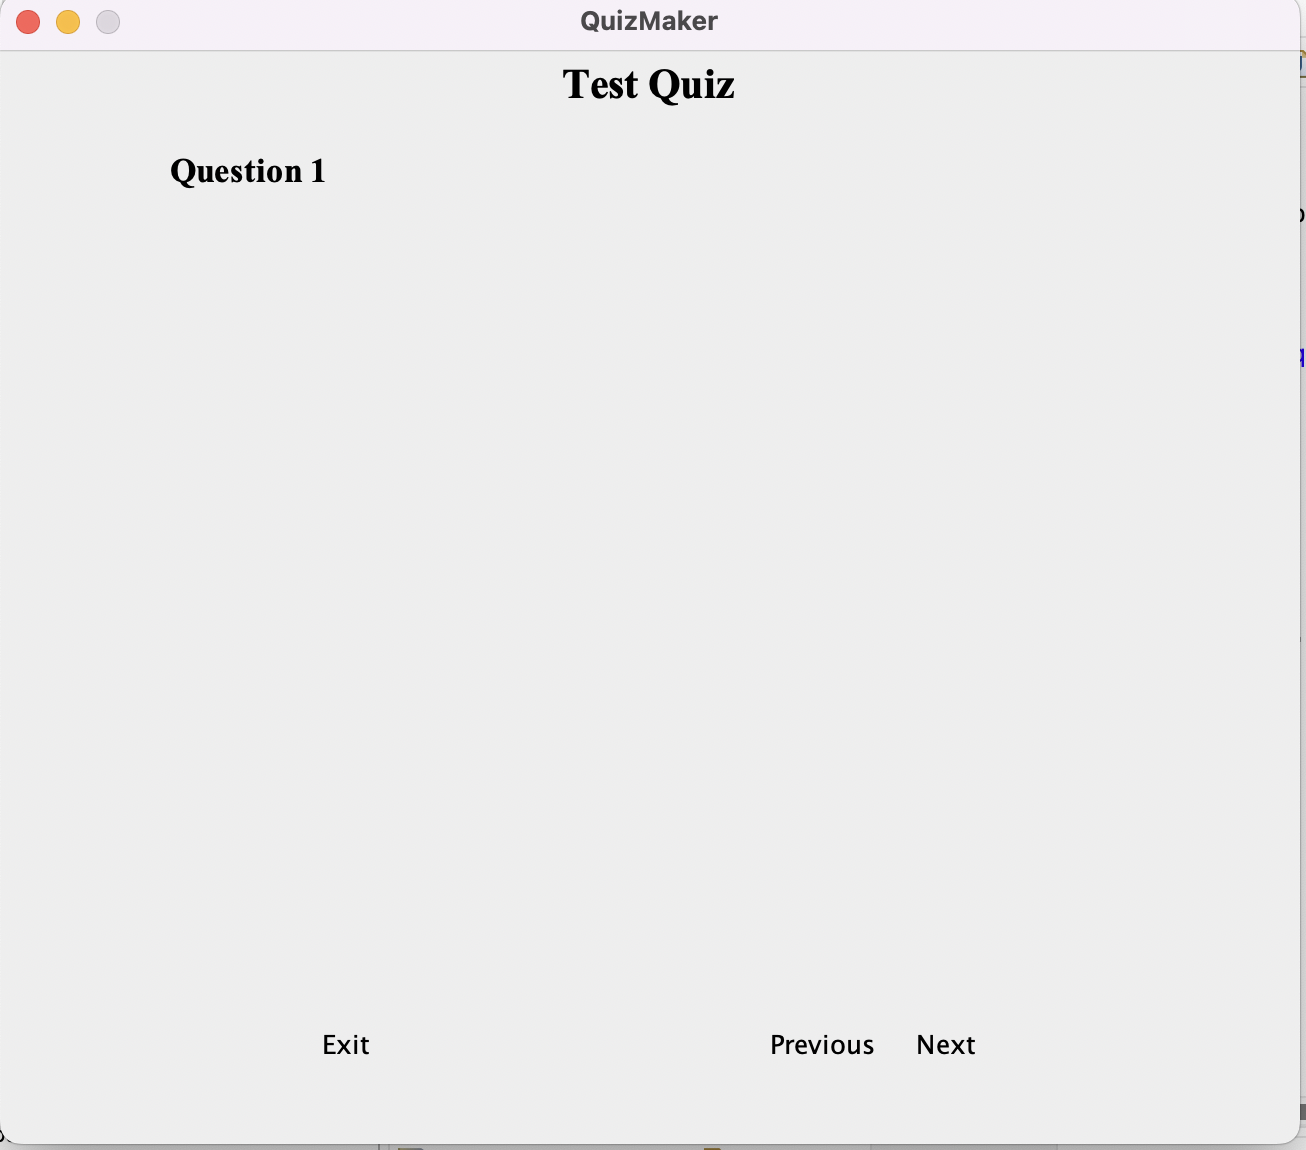 QuizMaker
Test Quiz
Question 1
Exit Previous Next